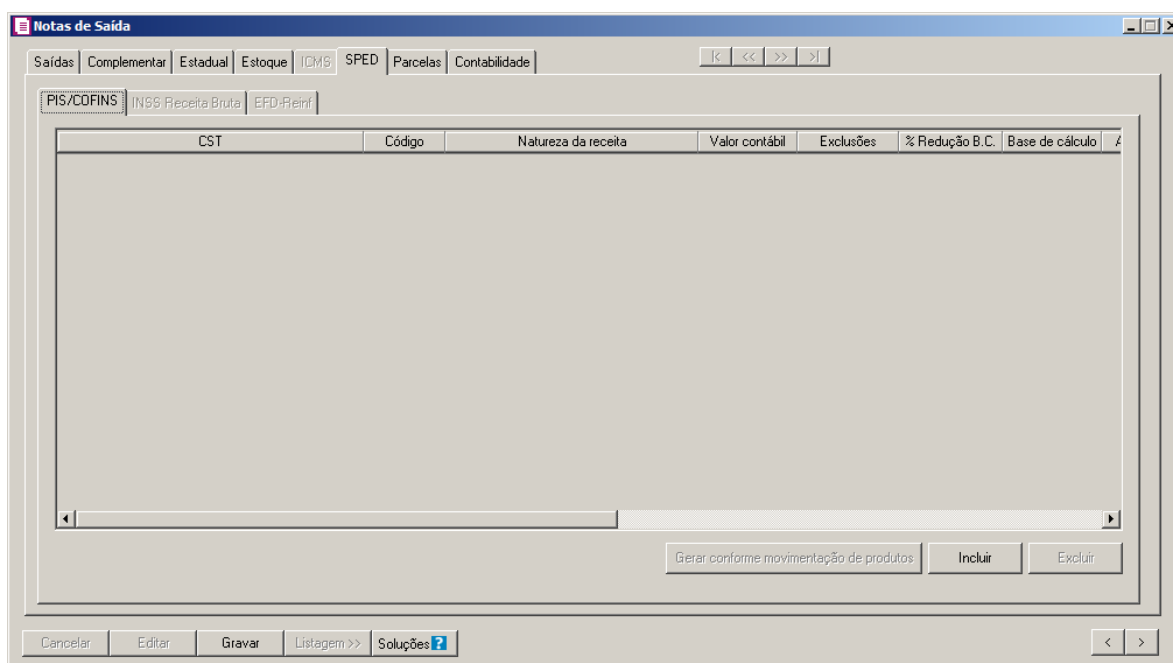 Notas de Saída
Saídas Complementar Estadual Estoque ICMS SPED Parcelas Contabilidade |< << >> >|
PIS/COFINS INSS Receita Bruta EFD-Reinf
CST Código Natureza da receita Valor contábil Exclusões % Redução B.C. Base de cálculo
Gerar conforme movimentação de produtos Incluir Excluir
Cancelar Editar Gravar Listagem >> Soluções ? < >